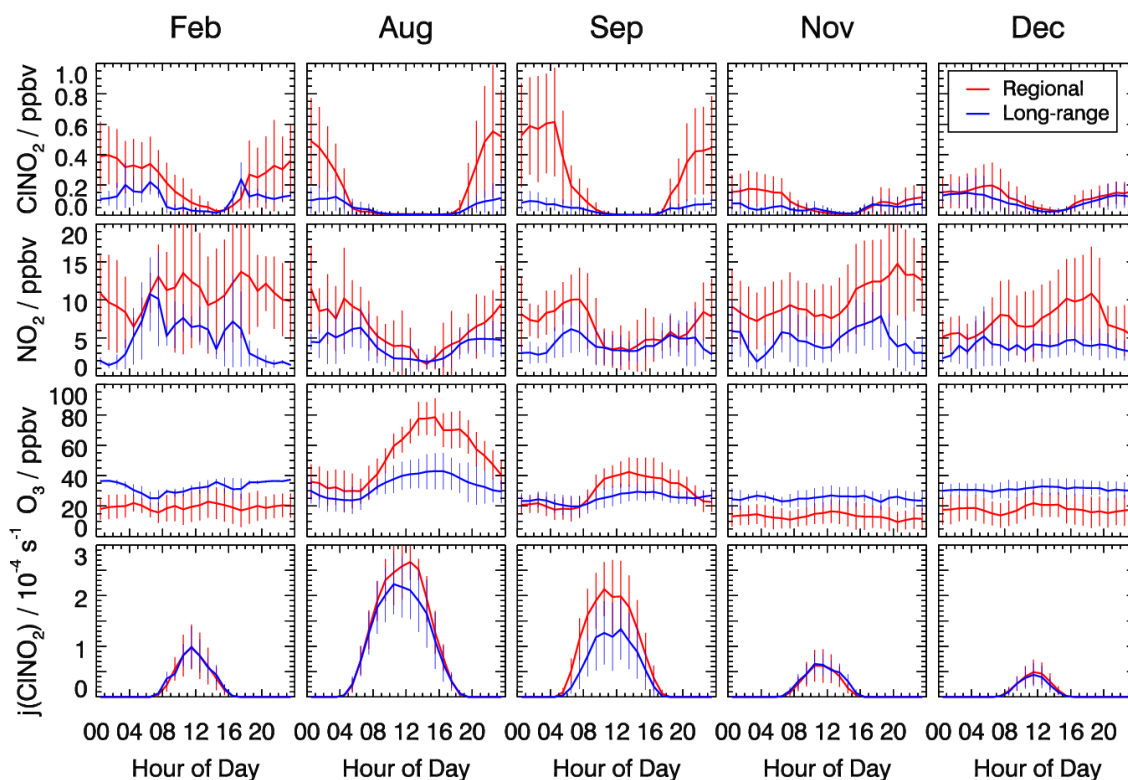 Feb Aug Sep Nov Dec
ClNO2 / ppbv
1.0
0.8
0.6
0.4
0.2
0.0
Regional
Long-range
NO2 / ppbv
20
15
10
5
0
O3 / ppbv
100
80
60
40
20
0
j(ClNO2) / 10-4 s-1
3
2
1
0
00 04 08 12 16 20 00 04 08 12 16 20 00 04 08 12 16 20 00 04 08 12 16 20 00 04 08 12 16 20
Hour of Day Hour of Day Hour of Day Hour of Day Hour of Day